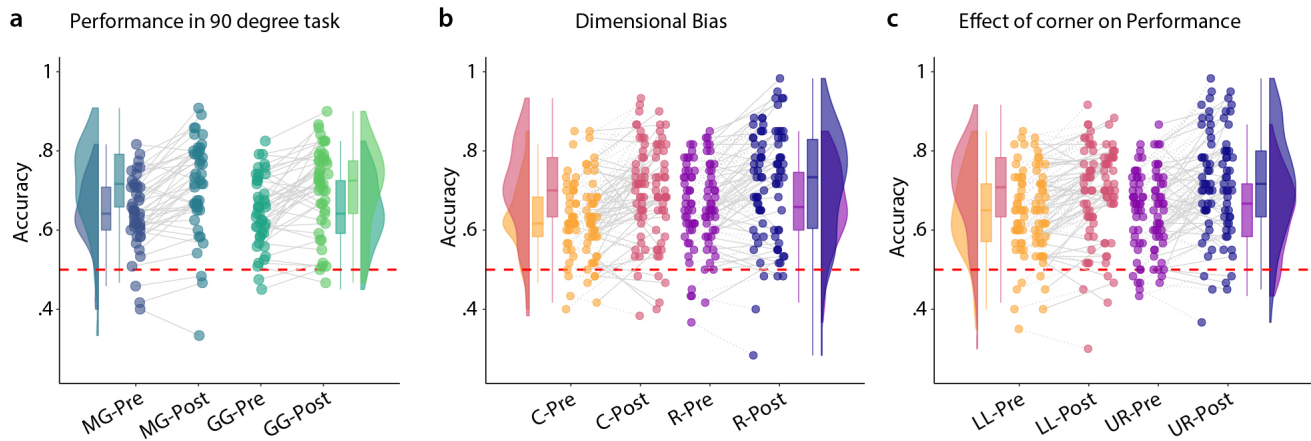 a Performance in 90 degree task
Accuracy
1
.8
.6
.4
MG-Pre
MG-Post
GG-Pre
GG-Post
b Dimensional Bias
Accuracy
1
.8
.6
.4
C-Pre
C-Post
R-Pre
R-Post
c Effect of corner on Performance
Accuracy
1
.8
.6
.4
LL-Pre
LL-Post
UR-Pre
UR-Post